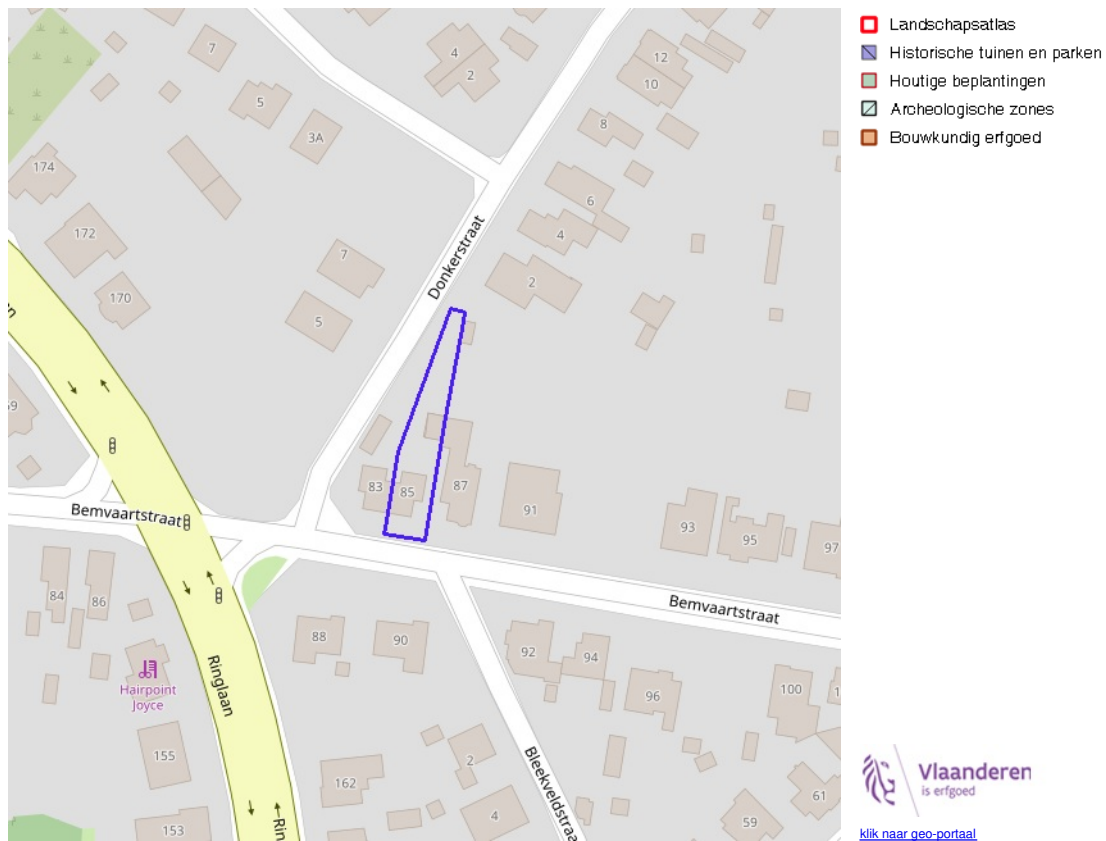 7
4
2
12
10
5
3A
8
174
6
172
4
7
2
170
Donkerstraat
5
83
85
87
91
93
95
97
Bemvaartstraat
84
86
88
90
Bemvaartstraat
92
94
96
100
Hairpoint
Joyce
Ringlaan
155
162
2
Bleekveldstraa
4
61
59
153
Landschapsatlas
Historische tuinen en parken
Houtige beplantingen
Archeologische zones
Bouwkundig erfgoed
Vlaanderen
is erfgoed
klik naar geo-portaal